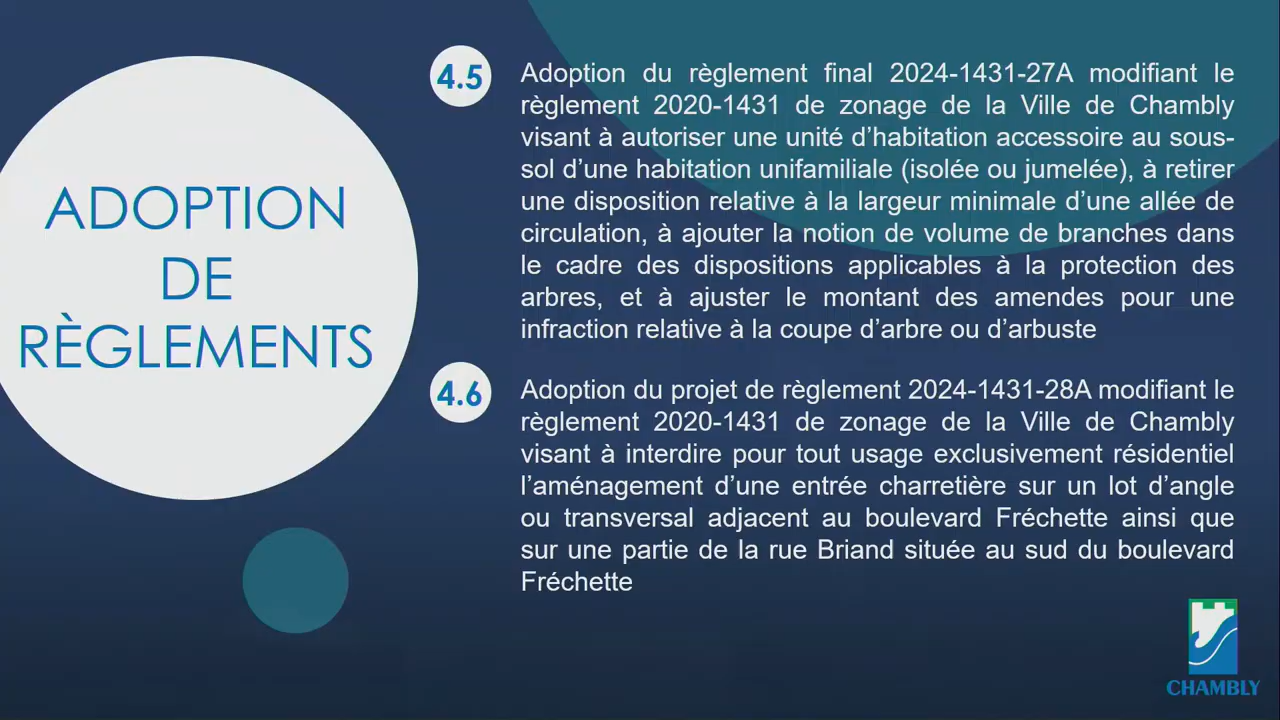 ADOPTION
DE
RÈGLEMENTS
4.5
Adoption du règlement final 2024-1431-27A modifiant le
règlement 2020-1431 de zonage de la Ville de Chambly
visant à autoriser une unité d’habitation accessoire au sous-
sol d’une habitation unifamiliale (isolée ou jumelée), à retirer
une disposition relative à la largeur minimale d’une allée de
circulation, à ajouter la notion de volume de branches dans
le cadre des dispositions applicables à la protection des
arbres, et à ajuster le montant des amendes pour une
infraction relative à la coupe d’arbre ou d’arbuste
4.6
Adoption du projet de règlement 2024-1431-28A modifiant le
règlement 2020-1431 de zonage de la Ville de Chambly
visant à interdire pour tout usage exclusivement résidentiel
l’aménagement d’une entrée charretière sur un lot d’angle
ou transversal adjacent au boulevard Fréchette ainsi que
sur une partie de la rue Briand située au sud du boulevard
Fréchette
CHAMBLY